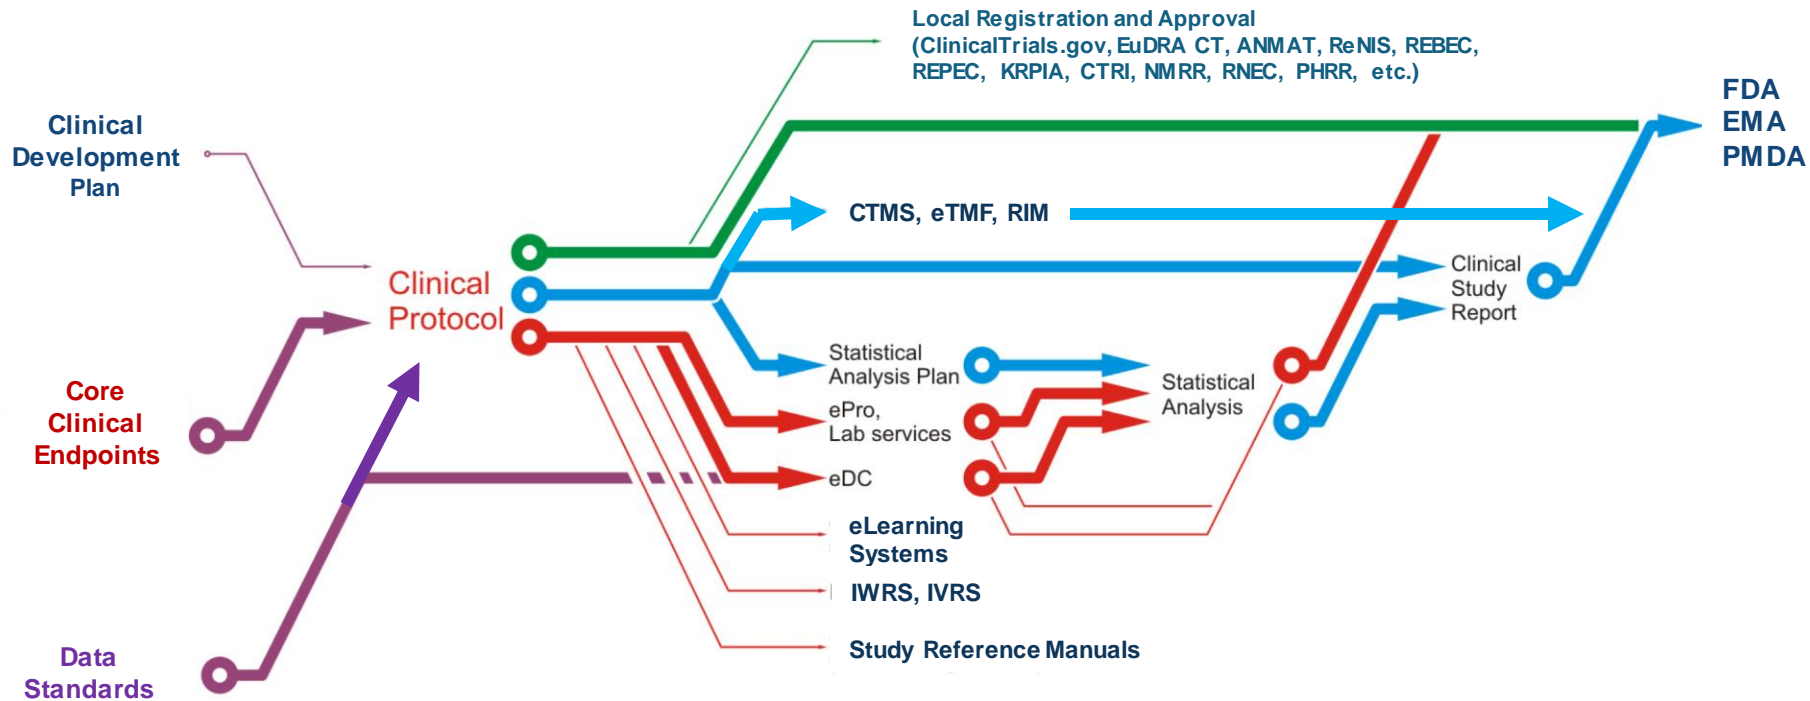 Local Registration and Approval
(ClinicalTrials.gov, EuDRA CT, ANMAT, ReNIS, REBEC,
REPEC, KRPIA, CTRI, NMRR, RNEC, PHRR, etc.)
FDA
EMA
PMDA
Clinical
Development
Plan
CTMS, eTMF, RIM
Clinical
Protocol
Clinical
Study
Report
Statistical
Analysis Plan
Statistical
Analysis
ePro,
Lab services
Core
Clinical
Endpoints
eDC
eLearning
Systems
IWRS, IVRS
Study Reference Manuals
Data
Standards